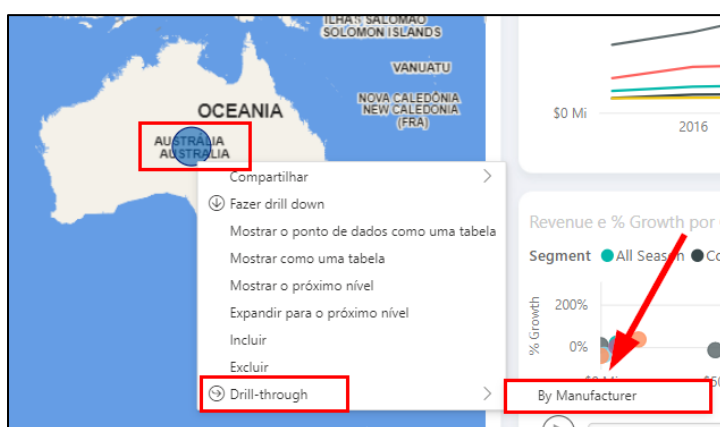 ILHAS SALOMÃO
SOLOMON ISLANDS
VANUATU
NOVA CALEDÔNIA
NEW CALEDONIA
(FRA)
OCEANIA
AUSTRÁLIA
AUSTRALIA
Compartilhar
Fazer drill down
Mostrar o ponto de dados como uma tabela
Mostrar como uma tabela
Mostrar o próximo nível
Expandir para o próximo nível
Incluir
Excluir
Drill-through
By Manufacturer
$0 Mi
2016
Revenue e % Growth por
Segment All Season
% Growth
200%
0%